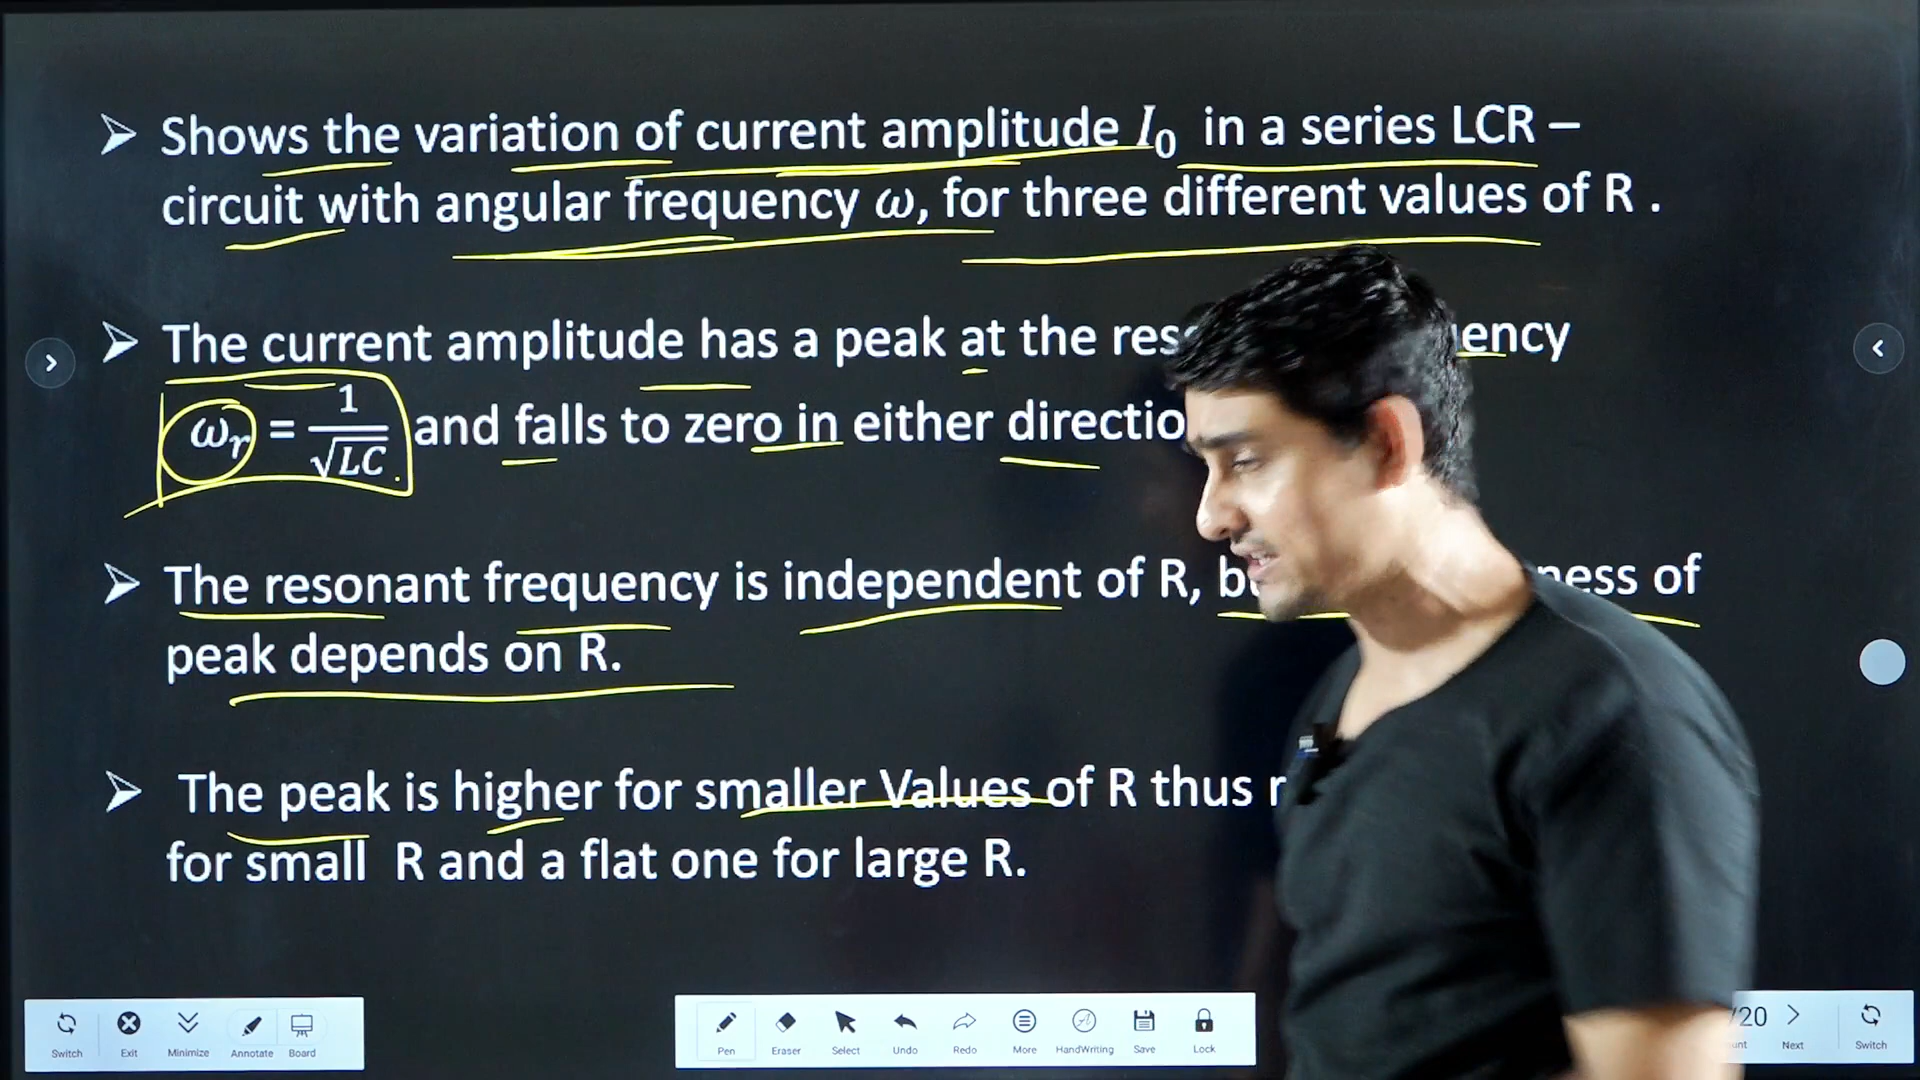 Shows the variation of current amplitude I₀ in a series LCR –
circuit with angular frequency ω, for three different values of R .
The current amplitude has a peak at the
ωᵣ = 1/√LC and falls to zero in either
The resonant frequency is independent of R, of
peak depends on R.
The peak is higher for smaller Values of R thus
for small R and a flat one for large R.
Switch Exit Minimize Annotate Board Pen Eraser Select Undo Redo More HandWriting Save Lock /20 Next Switch